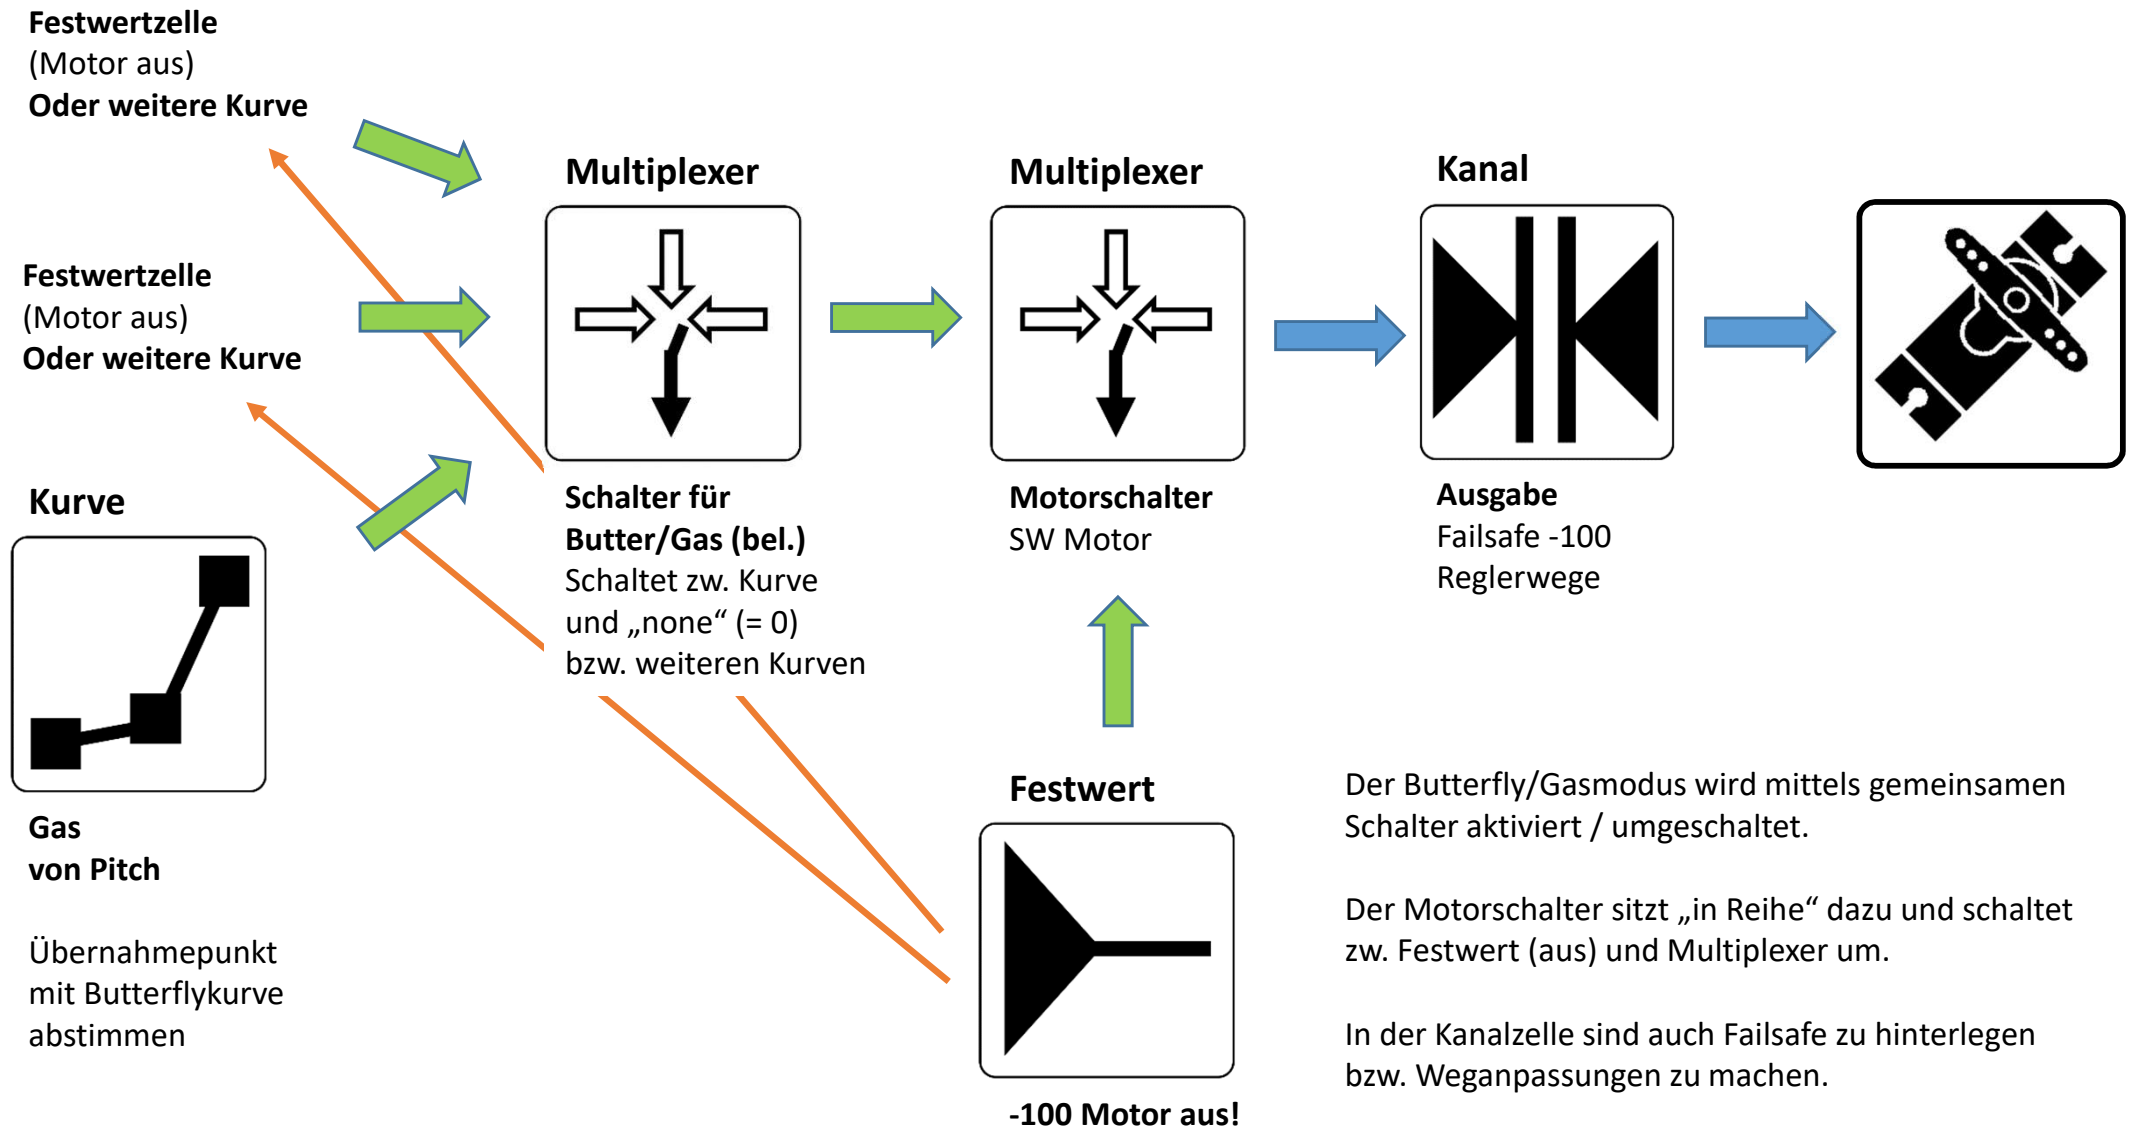 Festwertzelle
(Motor aus)
Oder weitere Kurve
Festwertzelle
(Motor aus)
Oder weitere Kurve
Kurve
Gas
von Pitch
Übernahmepunkt
mit Butterflykurve
abstimmen
Multiplexer
Schalter für
Butter/Gas (bel.)
Schaltet zw. Kurve
und „none“ (= 0)
bzw. weiteren Kurven
Multiplexer
Motorschalter
SW Motor
Festwert
-100 Motor aus!
Kanal
Ausgabe
Failsafe -100
Reglerwege
Der Butterfly/Gasmodus wird mittels gemeinsamen
Schalter aktiviert / umgeschaltet.
Der Motorschalter sitzt „in Reihe“ dazu und schaltet
zw. Festwert (aus) und Multiplexer um.
In der Kanalzelle sind auch Failsafe zu hinterlegen
bzw. Weganpassungen zu machen.